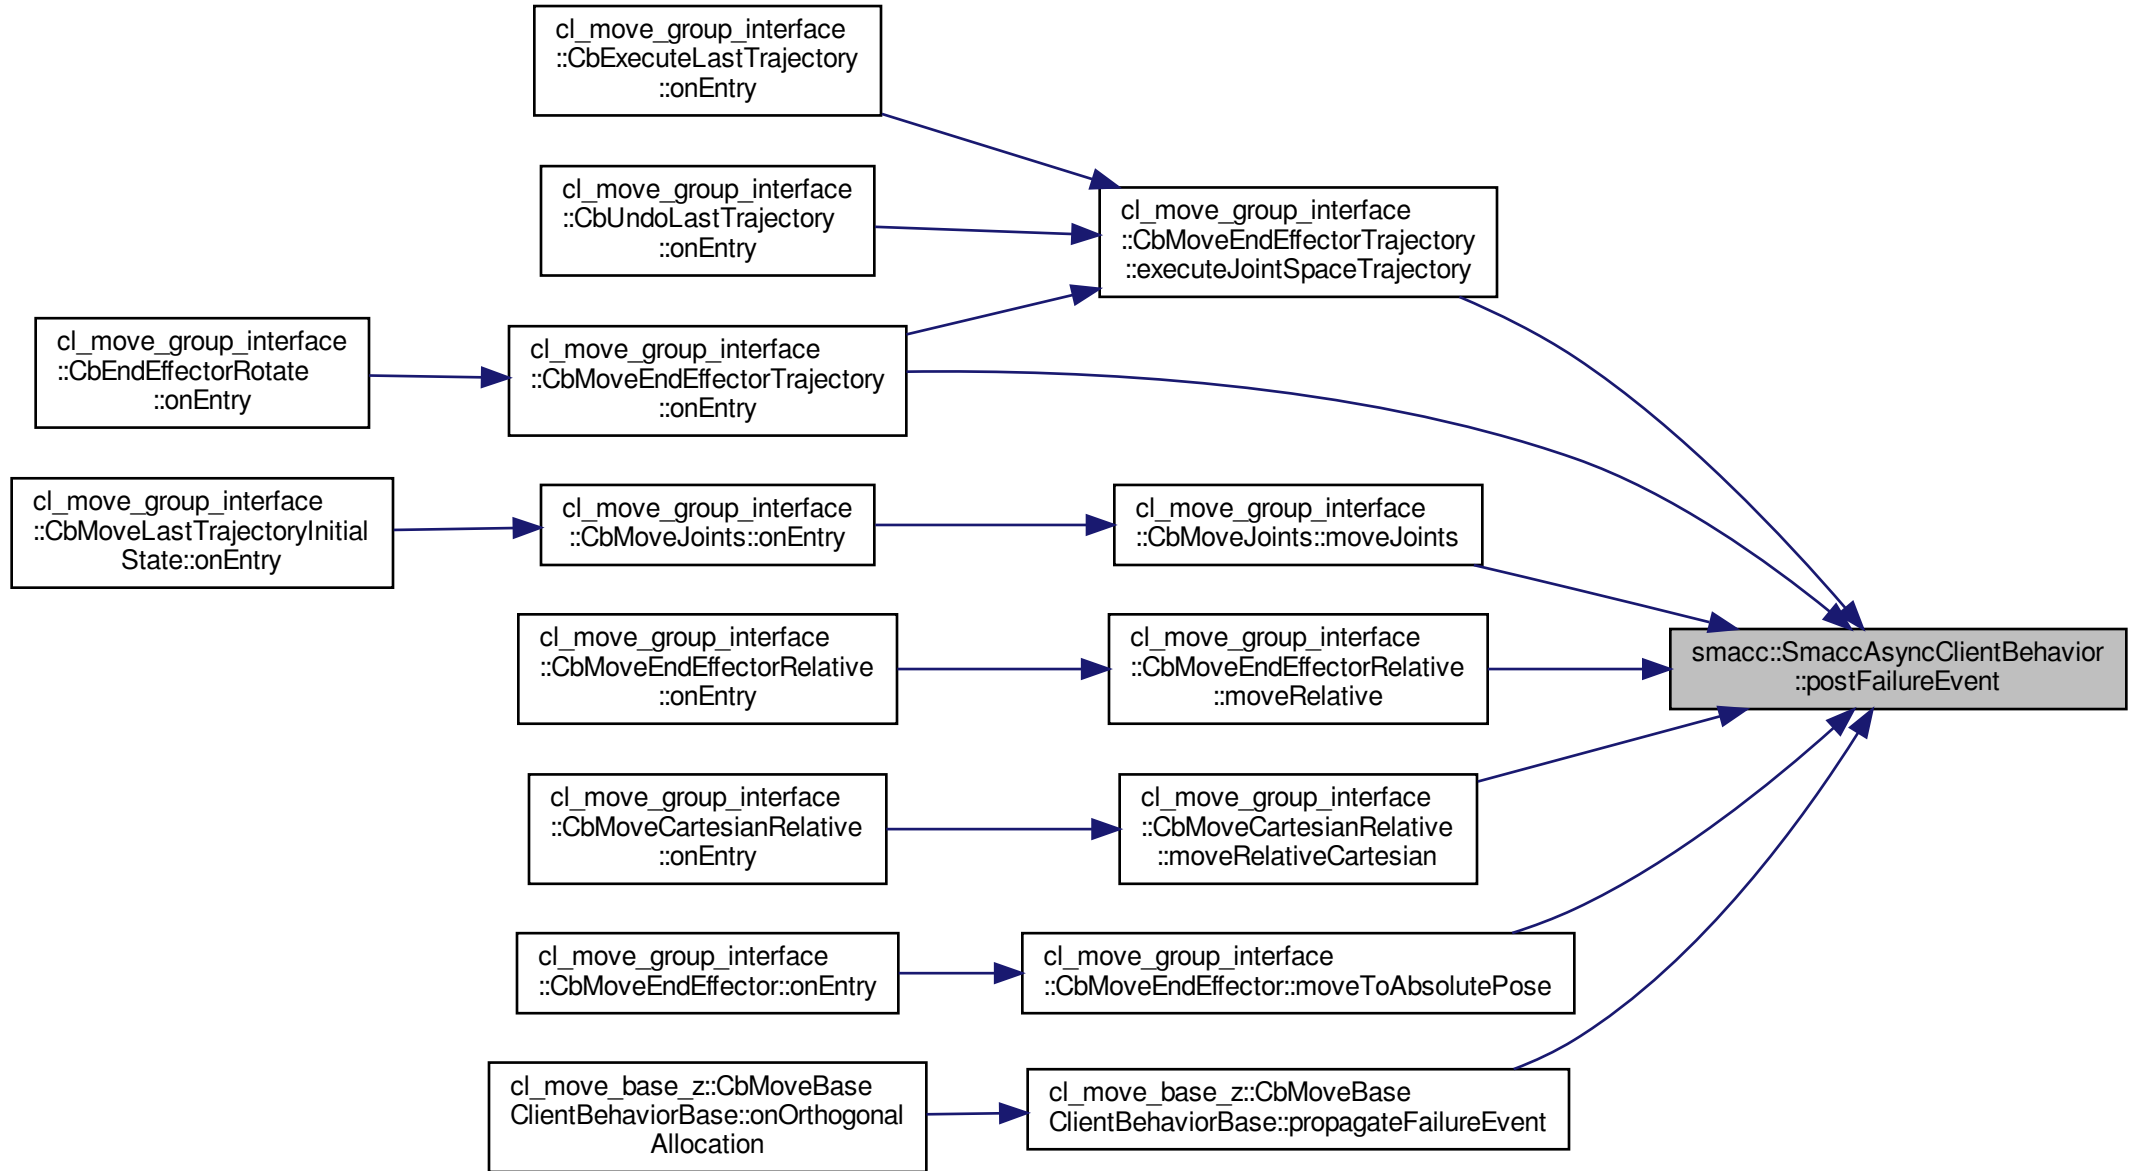 cl_move_group_interface
::CbExecuteLastTrajectory
::onEntry
cl_move_group_interface
::CbUndoLastTrajectory
::onEntry
cl_move_group_interface
::CbMoveEndEffectorTrajectory
::executeJointSpaceTrajectory
cl_move_group_interface
::CbEndEffectorRotate
::onEntry
cl_move_group_interface
::CbMoveEndEffectorTrajectory
::onEntry
cl_move_group_interface
::CbMoveLastTrajectoryInitial
State::onEntry
cl_move_group_interface
::CbMoveJoints::onEntry
cl_move_group_interface
::CbMoveJoints::moveJoints
cl_move_group_interface
::CbMoveEndEffectorRelative
::onEntry
cl_move_group_interface
::CbMoveEndEffectorRelative
::moveRelative
smacc::SmaccAsyncClientBehavior
::postFailureEvent
cl_move_group_interface
::CbMoveCartesianRelative
::onEntry
cl_move_group_interface
::CbMoveCartesianRelative
::moveRelativeCartesian
cl_move_group_interface
::CbMoveEndEffector::onEntry
cl_move_group_interface
::CbMoveEndEffector::moveToAbsolutePose
cl_move_base_z::CbMoveBase
ClientBehaviorBase::onOrthogonal
Allocation
cl_move_base_z::CbMoveBase
ClientBehaviorBase::propagateFailureEvent